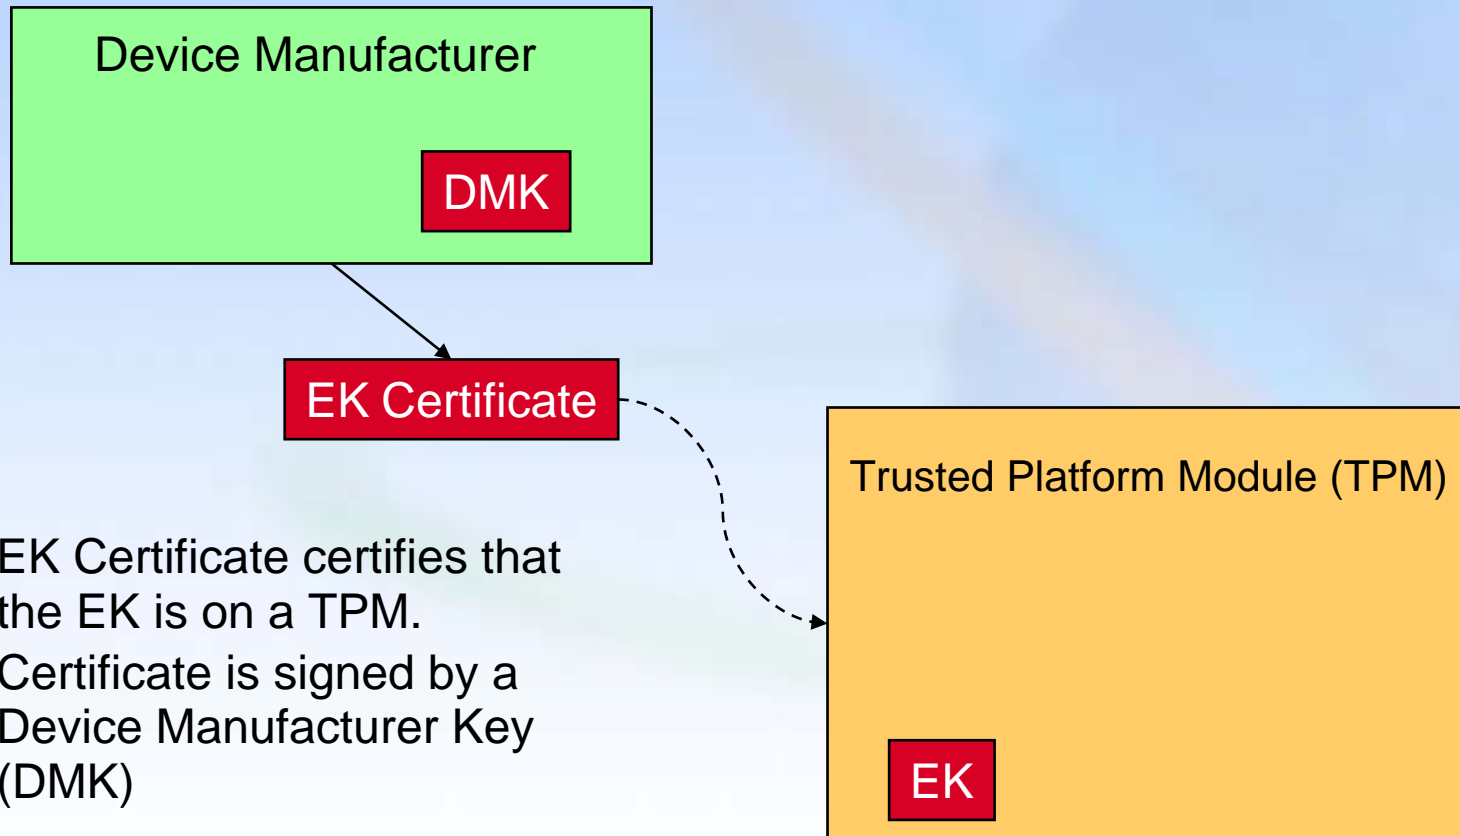 Device Manufacturer
DMK
EK Certificate
Trusted Platform Module (TPM)
EK Certificate certifies that
the EK is on a TPM.
Certificate is signed by a
Device Manufacturer Key
(DMK)
EK